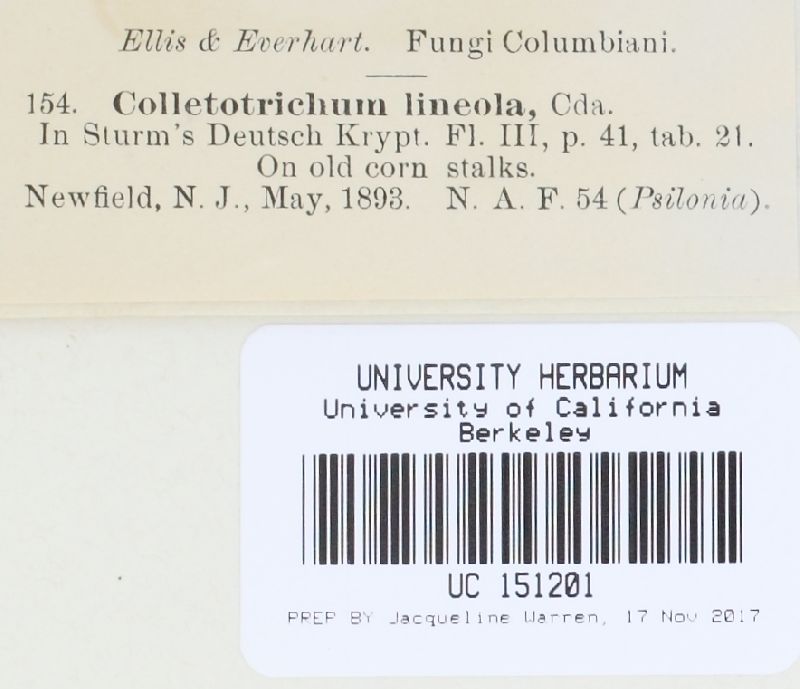 Ellis & Everhart. Fungi Columbiani.
154. Colletotrichum lineola, Cda.
In Sturm's Deutsch Krypt. Fl. III, p. 41, tab. 21.
On old corn stalks.
Newfield, N. J., May, 1893. N. A. F. 54 (Psilonia).
UNIVERSITY HERBARIUM
University of California
Berkeley
UC 151201
PREP BY Jacqueline Warren, 17 Nov 2017